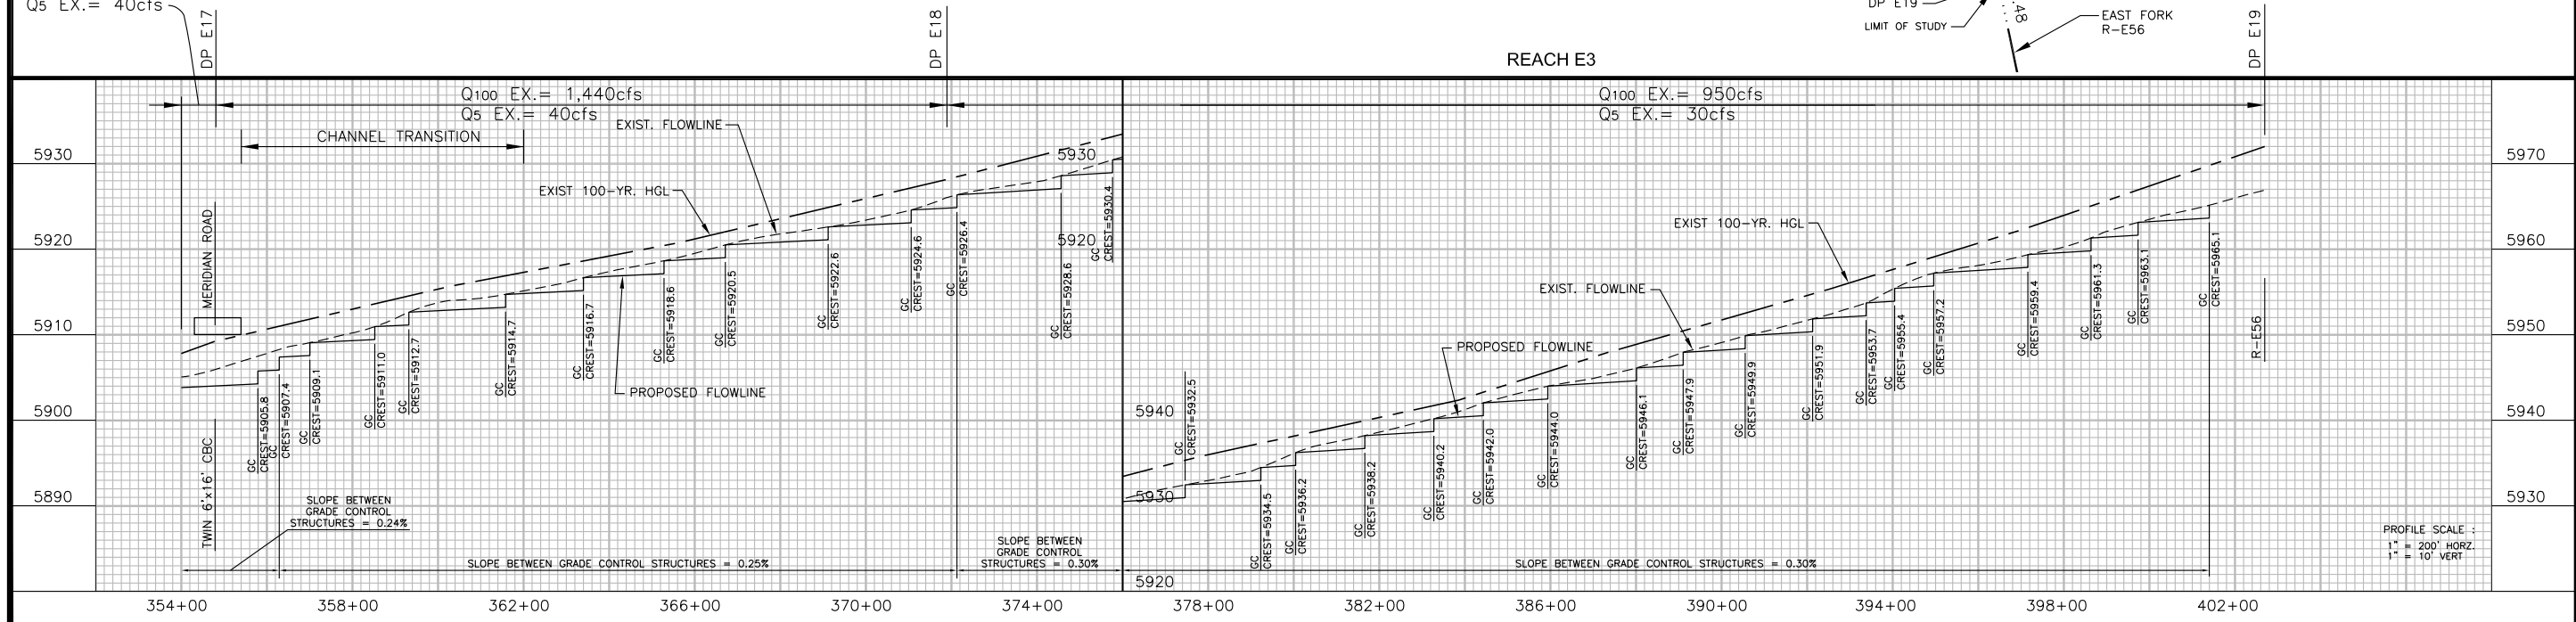 Q5 EX.= 40cfs
DP E17
DP E18
REACH E3
DP E19
LIMIT OF STUDY
.48
EAST FORK
R-E56
DP E19
Q100 EX.= 1,440cfs
Q5 EX.= 40cfs
CHANNEL TRANSITION
EXIST. FLOWLINE
EXIST 100-YR. HGL
PROPOSED FLOWLINE
MERIDIAN ROAD
TWIN 6'x16' CBC
Q100 EX.= 950cfs
Q5 EX.= 30cfs
EXIST 100-YR. HGL
EXIST. FLOWLINE
PROPOSED FLOWLINE
R-E56
5930
5920
5910
5900
5890
5930
5920
5940
5930
5920
5970
5960
5950
5940
5930
GC
CREST=5905.8
GC
CREST=5907.4
GC
CREST=5909.1
GC
CREST=5911.0
GC
CREST=5912.7
GC
CREST=5914.7
GC
CREST=5916.7
GC
CREST=5918.6
GC
CREST=5920.5
GC
CREST=5922.6
GC
CREST=5924.6
GC
CREST=5926.4
GC
CREST=5928.6
GC
CREST=5930.4
GC
CREST=5932.5
GC
CREST=5934.5
GC
CREST=5936.2
GC
CREST=5938.2
GC
CREST=5940.2
GC
CREST=5942.0
GC
CREST=5944.0
GC
CREST=5946.1
GC
CREST=5947.9
GC
CREST=5949.9
GC
CREST=5951.9
GC
CREST=5953.7
GC
CREST=5955.4
GC
CREST=5957.2
GC
CREST=5959.4
GC
CREST=5961.3
GC
CREST=5963.1
GC
CREST=5965.1
SLOPE BETWEEN
GRADE CONTROL
STRUCTURES = 0.24%
SLOPE BETWEEN GRADE CONTROL STRUCTURES = 0.25%
SLOPE BETWEEN
GRADE CONTROL
STRUCTURES = 0.30%
SLOPE BETWEEN GRADE CONTROL STRUCTURES = 0.30%
PROFILE SCALE :
1" = 200' HORZ.
1" = 10' VERT
354+00
358+00
362+00
366+00
370+00
374+00
378+00
382+00
386+00
390+00
394+00
398+00
402+00